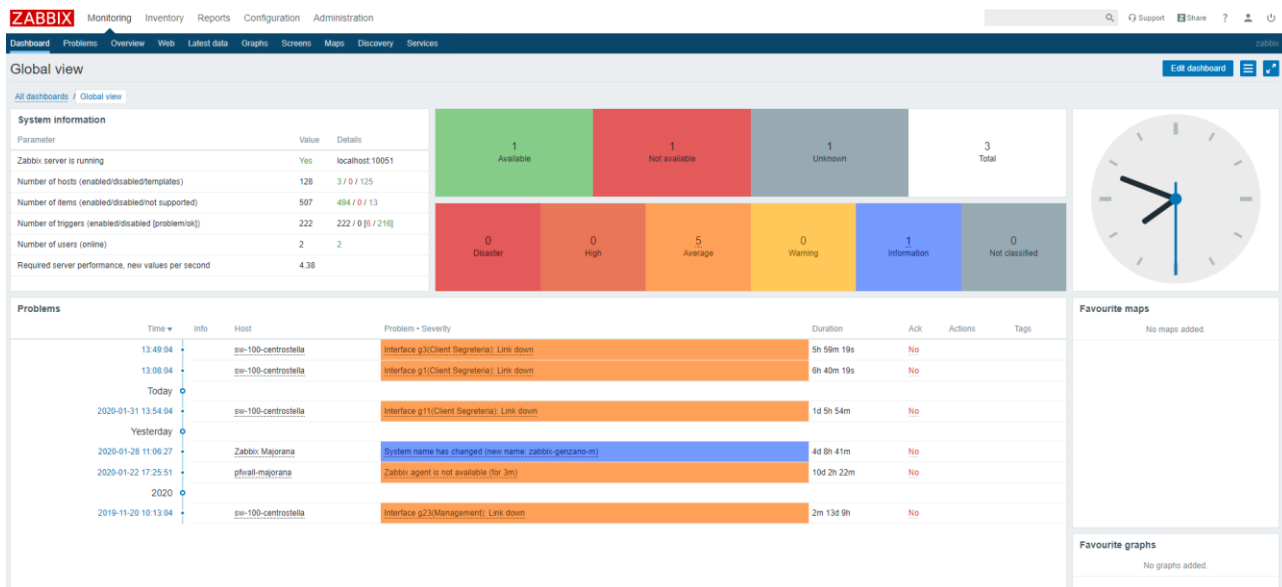 ZABBIX Monitoring Inventory Reports Configuration Administration Support Share ?
Dashboard Problems Overview Web Latest data Graphs Screens Maps Discovery Services zabbix
Global view Edit dashboard
All dashboards / Global view
System information
Parameter Value Details
Zabbix server is running Yes localhost:10051
Number of hosts (enabled/disabled/templates) 128 3 / 0 / 125
Number of items (enabled/disabled/not supported) 507 494 / 0 / 13
Number of triggers (enabled/disabled [problem/ok]) 222 222 / 0 [6 / 216]
Number of users (online) 2 2
Required server performance, new values per second 4.38
1 1 1 3
Available Not available Unknown Total
0 0 5 0 1 0
Disaster High Average Warning Information Not classified
Problems
Time Info Host Problem • Severity Duration Ack Actions Tags
13:49:04 sw-100-centrostella Interface g3(Client Segreteria): Link down 5h 59m 19s No
13:08:04 sw-100-centrostella Interface g1(Client Segreteria): Link down 6h 40m 19s No
Today
2020-01-31 13:54:04 sw-100-centrostella Interface g11(Client Segreteria): Link down 1d 5h 54m No
Yesterday
2020-01-28 11:06:27 Zabbix Majorana System name has changed (new name: zabbix-genzano-m) 4d 8h 41m No
2020-01-22 17:25:51 pfwall-majorana Zabbix agent is not available (for 3m) 10d 2h 22m No
2020
2019-11-20 10:13:04 sw-100-centrostella Interface g23(Management): Link down 2m 13d 9h No
Favourite maps
No maps added.
Favourite graphs
No graphs added.